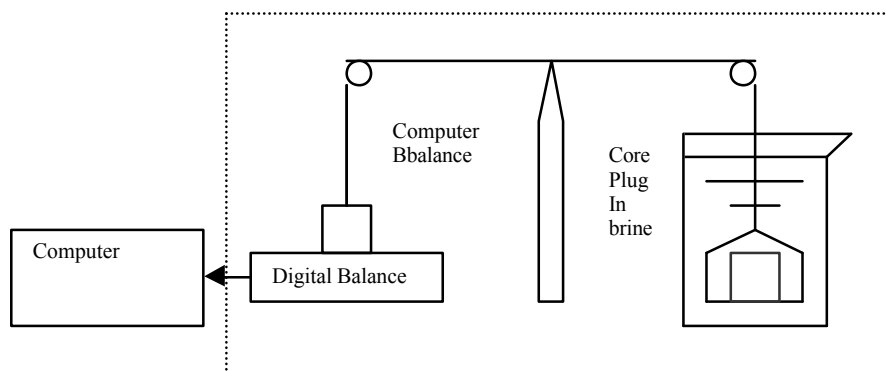 Computer
Bbalance
Core
Plug
In
brine
Computer
Digital Balance